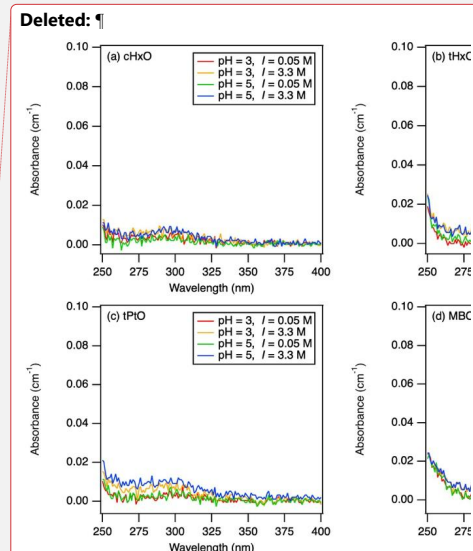 Deleted: ¶
(a) cHxO
pH = 3, I = 0.05 M
pH = 3, I = 3.3 M
pH = 5, I = 0.05 M
pH = 5, I = 3.3 M
0.10
0.08
0.06
0.04
0.02
0.00
Absorbance (cm⁻¹)
250 275 300 325 350 375 400
Wavelength (nm)
(b) tHxO
0.10
0.08
0.06
0.04
0.02
0.00
Absorbance (cm⁻¹)
250 275
(c) tPtO
pH = 3, I = 0.05 M
pH = 3, I = 3.3 M
pH = 5, I = 0.05 M
pH = 5, I = 3.3 M
0.10
0.08
0.06
0.04
0.02
0.00
Absorbance (cm⁻¹)
250 275 300 325 350 375 400
Wavelength (nm)
(d) MBO
0.10
0.08
0.06
0.04
0.02
0.00
Absorbance (cm⁻¹)
250 275